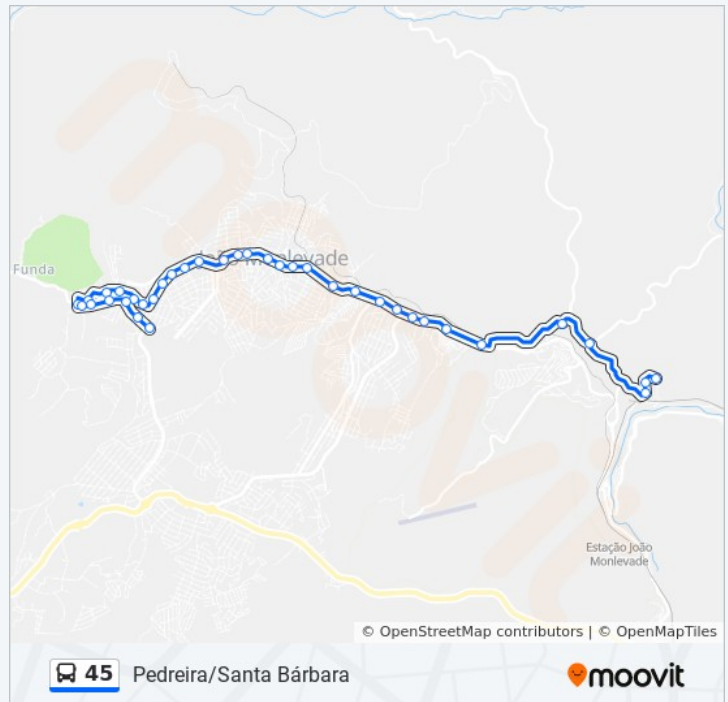 João Monlevade
Funda
Estação João
Monlevade
© OpenStreetMap contributors | © OpenMapTiles
45 Pedreira/Santa Bárbara
moovit